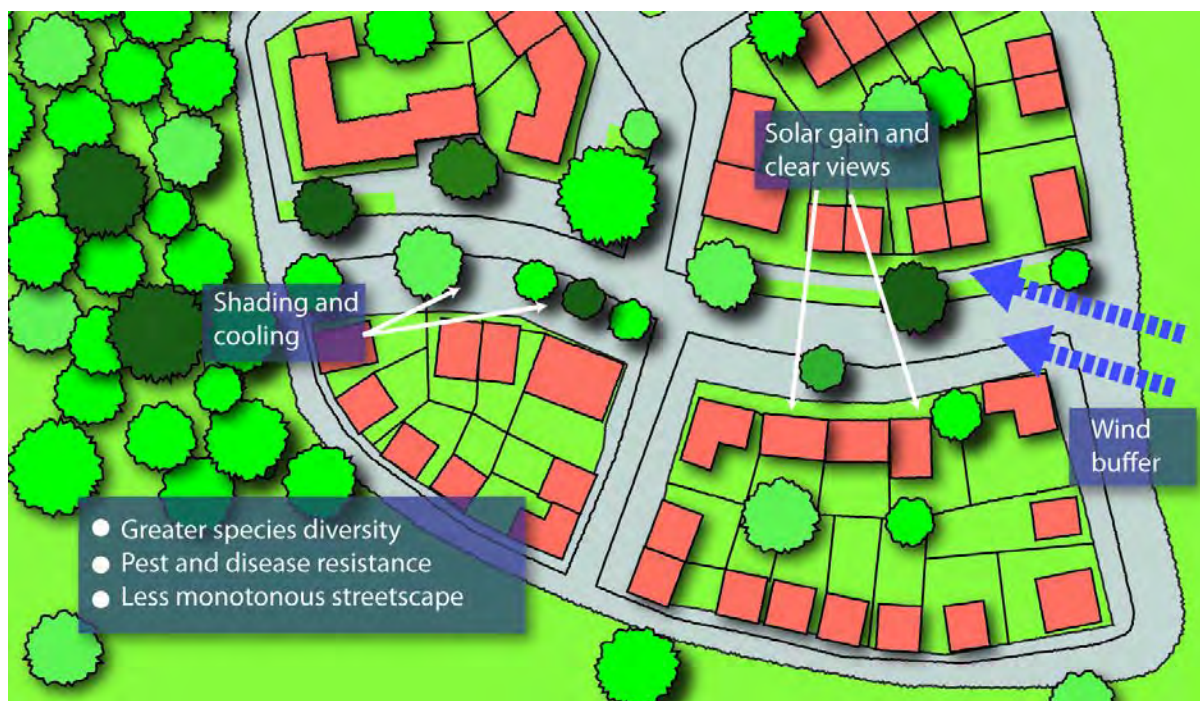 Solar gain and
clear views
Shading and
cooling
Wind
buffer
Greater species diversity
Pest and disease resistance
Less monotonous streetscape